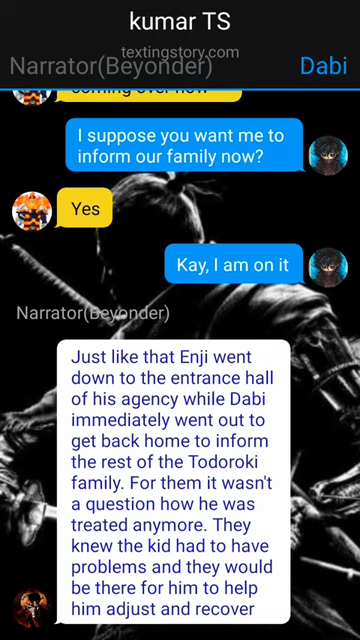 kumar TS
textingstory.com
Narrator(Beyonder) Dabi
coming over now
I suppose you want me to
inform our family now?
Yes
Kay, I am on it
Narrator(Beyonder)
Just like that Enji went
down to the entrance hall
of his agency while Dabi
immediately went out to
get back home to inform
the rest of the Todoroki
family. For them it wasn't
a question how he was
treated anymore. They
knew the kid had to have
problems and they would
be there for him to help
him adjust and recover